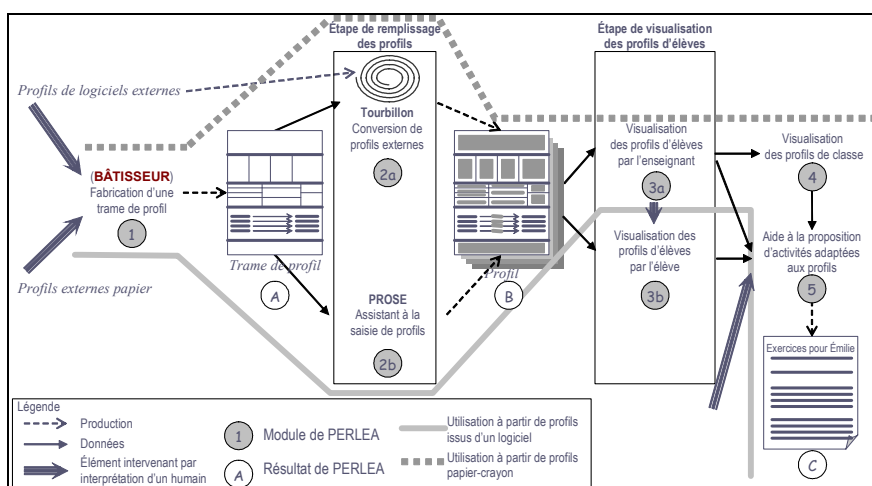 Étape de remplissage
des profils
Étape de visualisation
des profils d'élèves
Profils de logiciels externes
Tourbillon
Conversion de
profils externes
2a
(BÂTISSEUR)
Fabrication d'une
trame de profil
1
Profils externes papier
Trame de profil
A
PROSE
Assistant à la
saisie de profils
2b
Profil
B
Visualisation
des profils d'élèves
par l'enseignant
3a
Visualisation des
profils d'élèves
par l'élève
3b
Visualisation
des profils de classe
4
Aide à la proposition
d'activités adaptées
aux profils
5
Exercices pour Émilie
C
Légende
Production
Données
Élément intervenant par
interprétation d'un humain
1
Module de PERLEA
A
Résultat de PERLEA
Utilisation à partir de profils
issus d'un logiciel
Utilisation à partir de profils
papier-crayon